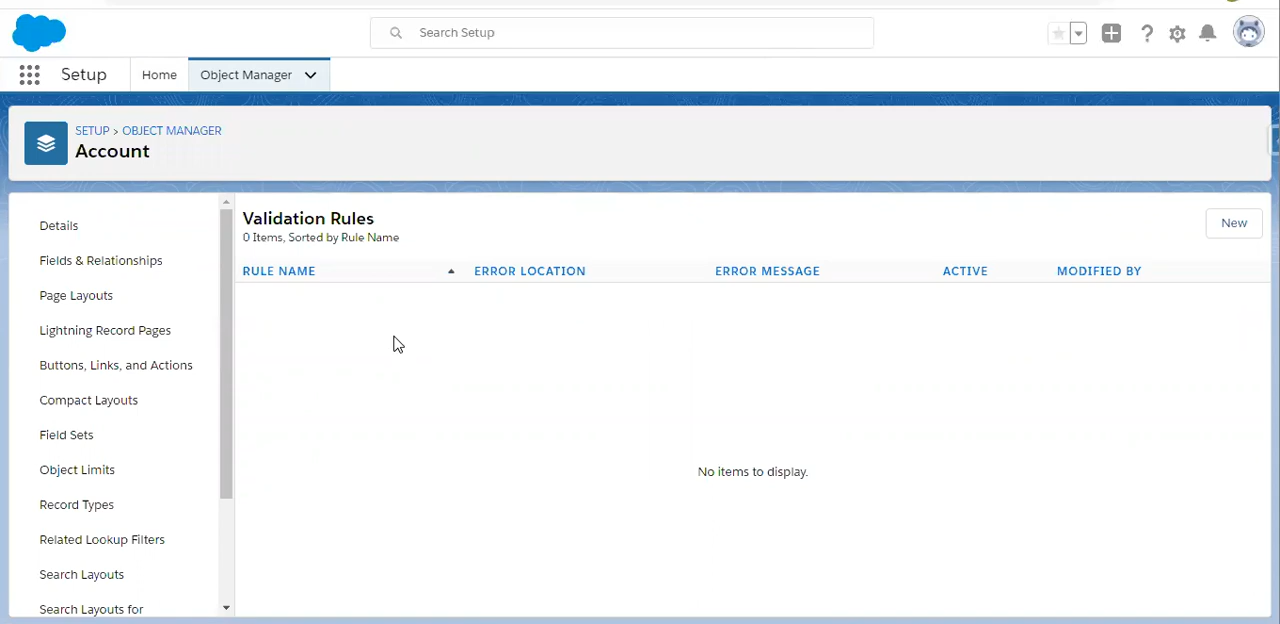 Search Setup
Setup
Home
Object Manager
SETUP > OBJECT MANAGER
Account
Details
Fields & Relationships
Page Layouts
Lightning Record Pages
Buttons, Links, and Actions
Compact Layouts
Field Sets
Object Limits
Record Types
Related Lookup Filters
Search Layouts
Search Layouts for
Validation Rules
0 Items, Sorted by Rule Name
New
RULE NAME ERROR LOCATION ERROR MESSAGE ACTIVE MODIFIED BY
No items to display.